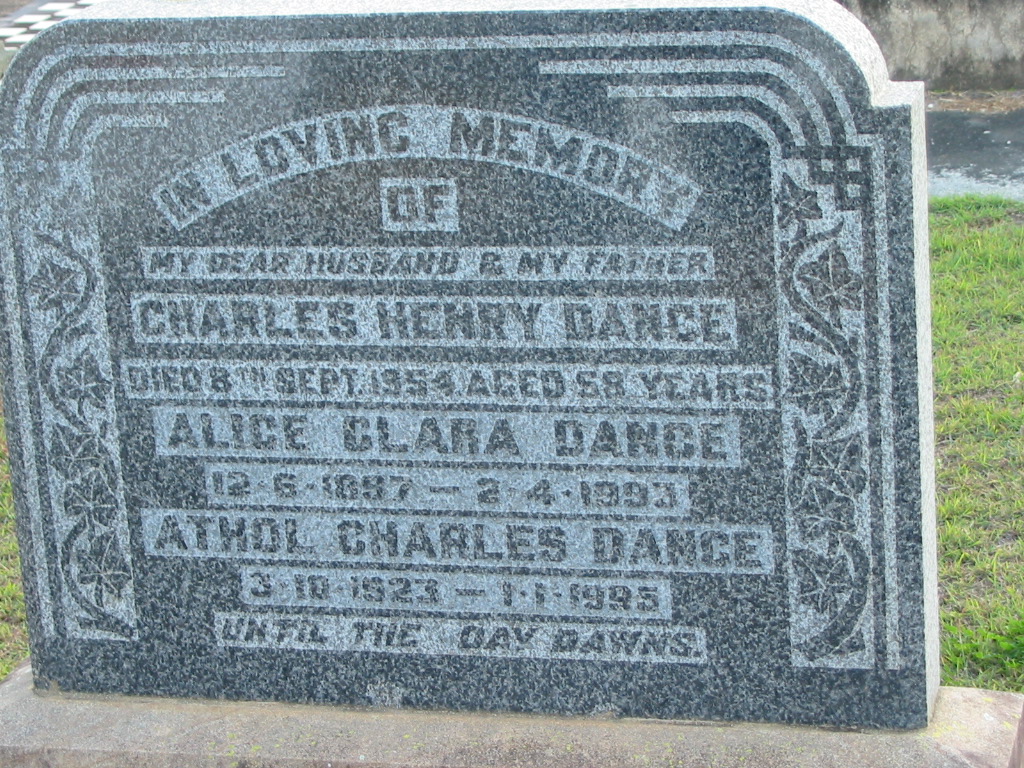 IN LOVING MEMORY
OF
MY DEAR HUSBAND & MY FATHER
CHARLES HENRY DANCE
DIED 8TH SEPT. 1954, AGED 58 YEARS
ALICE CLARA DANCE
12·6·1897 — 2·4·1993
ATHOL CHARLES DANCE
3·10·1923 — 1·1·1995
UNTIL THE DAY DAWNS.